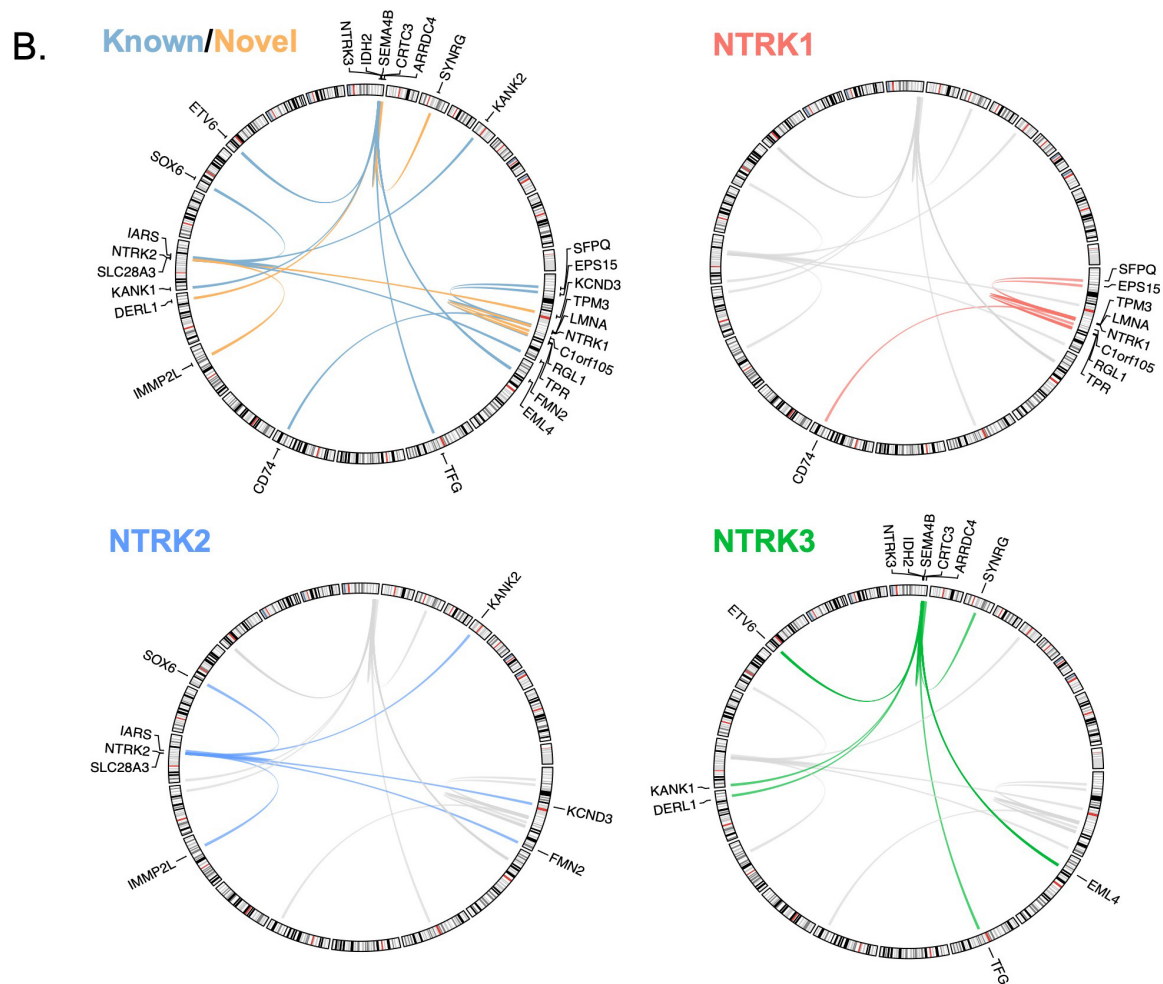 B.
Known/Novel
NTRK3
IDH2
SEMA4B
CRTC3
ARRDC4
SYNRG
KANK2
ETV6
SOX6
IARS
NTRK2
SLC28A3
KANK1
DERL1
IMMP2L
CD74
TFG
SFPQ
EPS15
KCND3
TPM3
LMNA
NTRK1
C1orf105
RGL1
TPR
FMN2
EML4
NTRK1
SFPQ
EPS15
TPM3
LMNA
NTRK1
C1orf105
RGL1
TPR
CD74
NTRK2
KANK2
SOX6
IARS
NTRK2
SLC28A3
IMMP2L
KCND3
FMN2
NTRK3
NTRK3
IDH2
SEMA4B
CRTC3
ARRDC4
SYNRG
ETV6
KANK1
DERL1
EML4
TFG